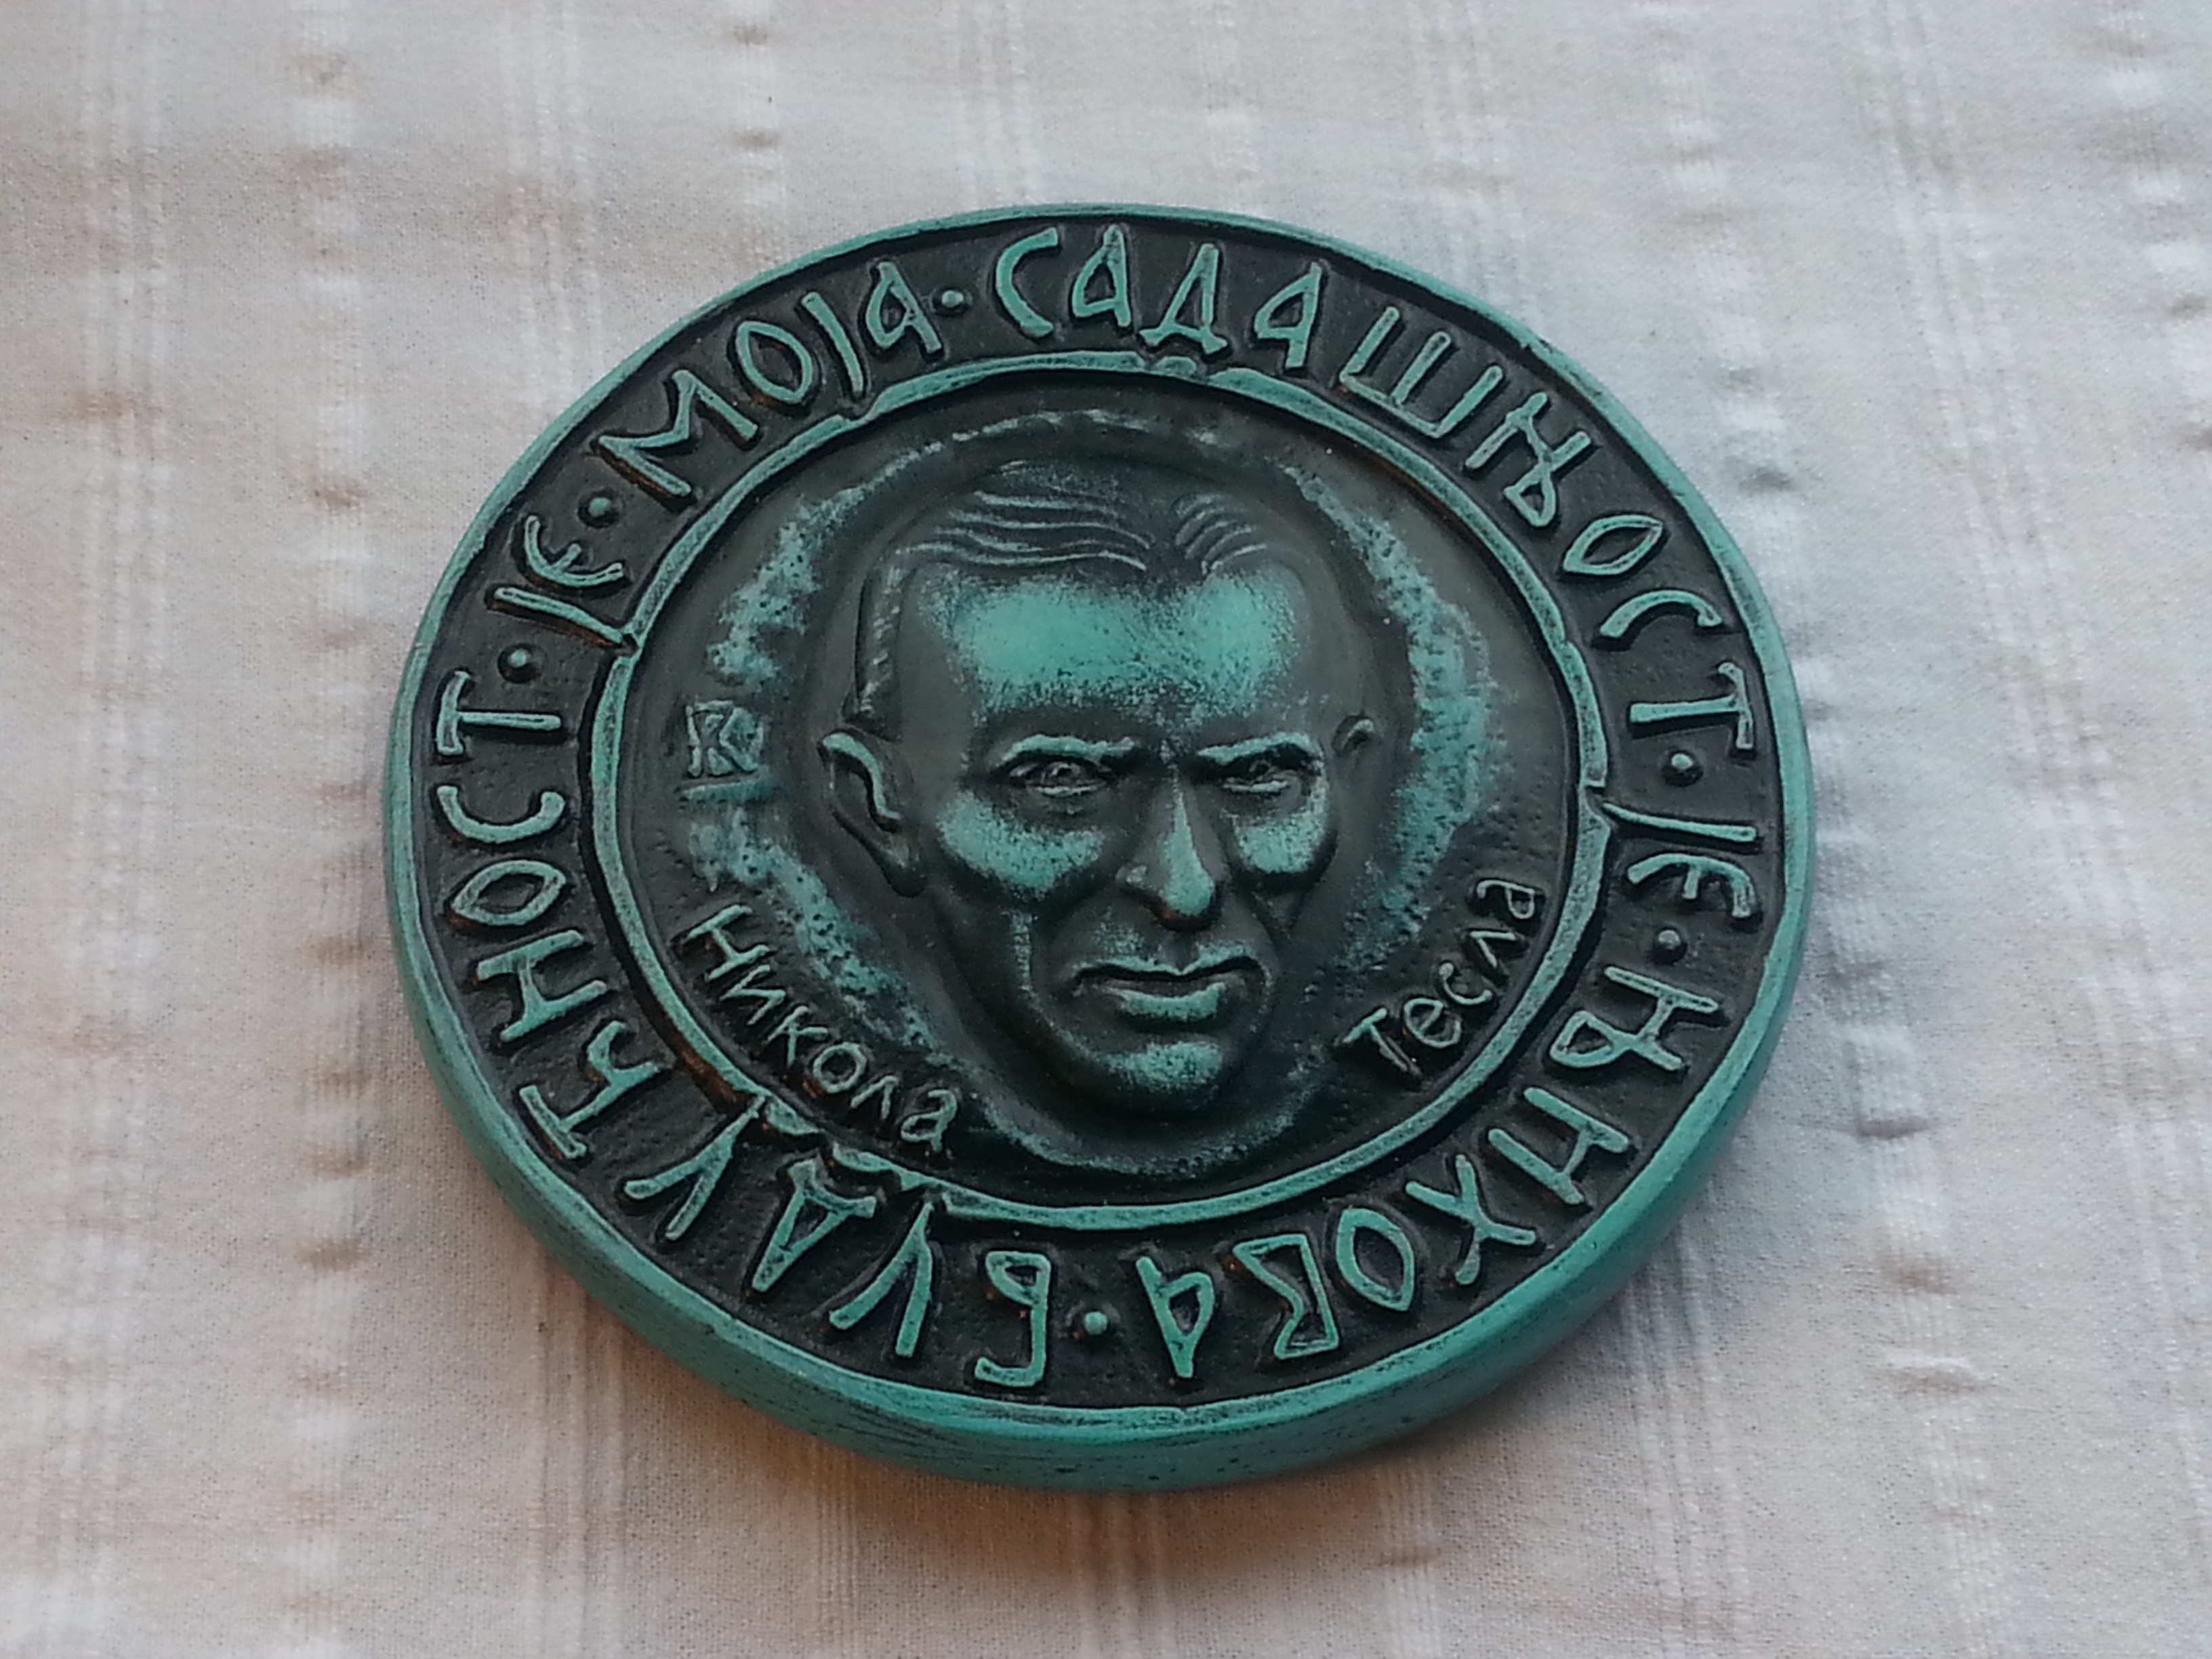 САДАШЊОСТ · ЈЕ · ЊИХОВА · БУДУЋНОСТ · ЈЕ · МОЈА ·
Никола Тесла